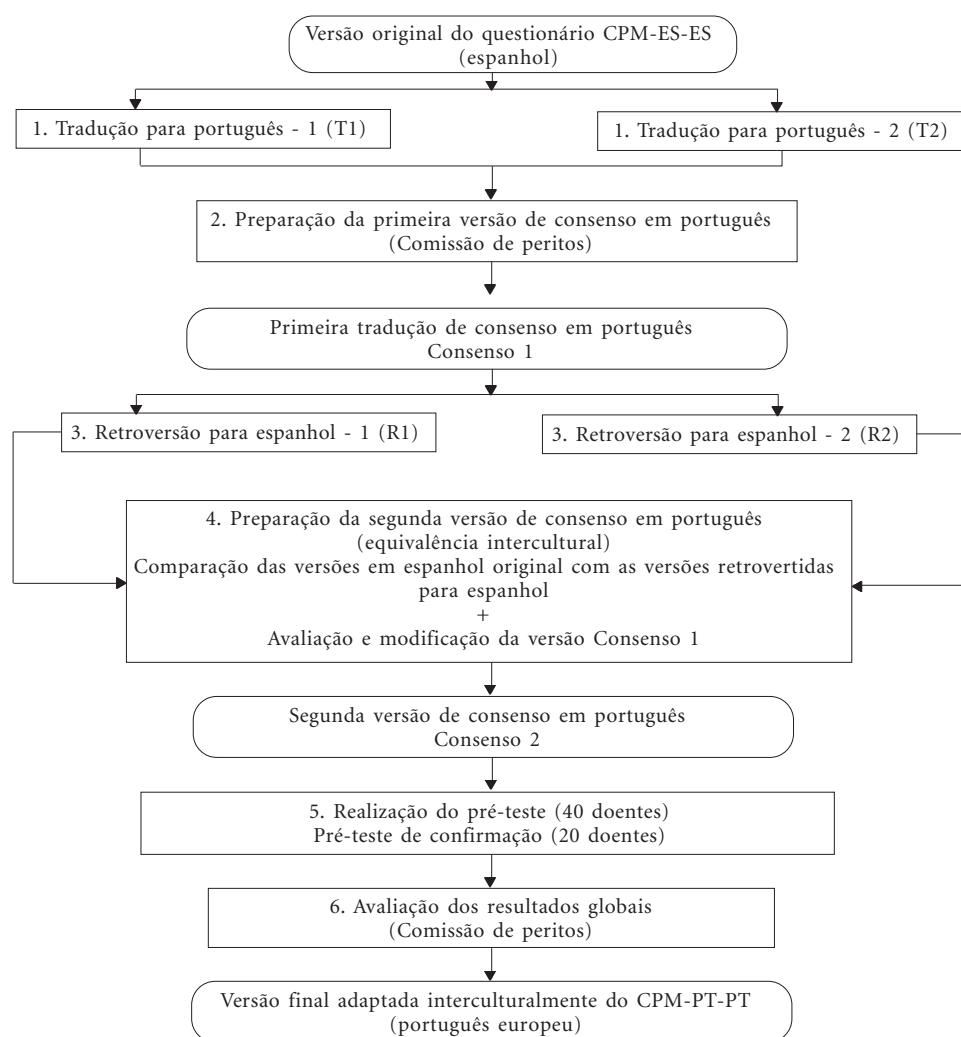 Versão original do questionário CPM-ES-ES
(espanhol)
1. Tradução para português - 1 (T1)
1. Tradução para português - 2 (T2)
2. Preparação da primeira versão de consenso em português
(Comissão de peritos)
Primeira tradução de consenso em português
Consenso 1
3. Retroversão para espanhol - 1 (R1)
3. Retroversão para espanhol - 2 (R2)
4. Preparação da segunda versão de consenso em português
(equivalência intercultural)
Comparação das versões em espanhol original com as versões retrovertidas
para espanhol
+
Avaliação e modificação da versão Consenso 1
Segunda versão de consenso em português
Consenso 2
5. Realização do pré-teste (40 doentes)
Pré-teste de confirmação (20 doentes)
6. Avaliação dos resultados globais
(Comissão de peritos)
Versão final adaptada interculturalmente do CPM-PT-PT
(português europeu)